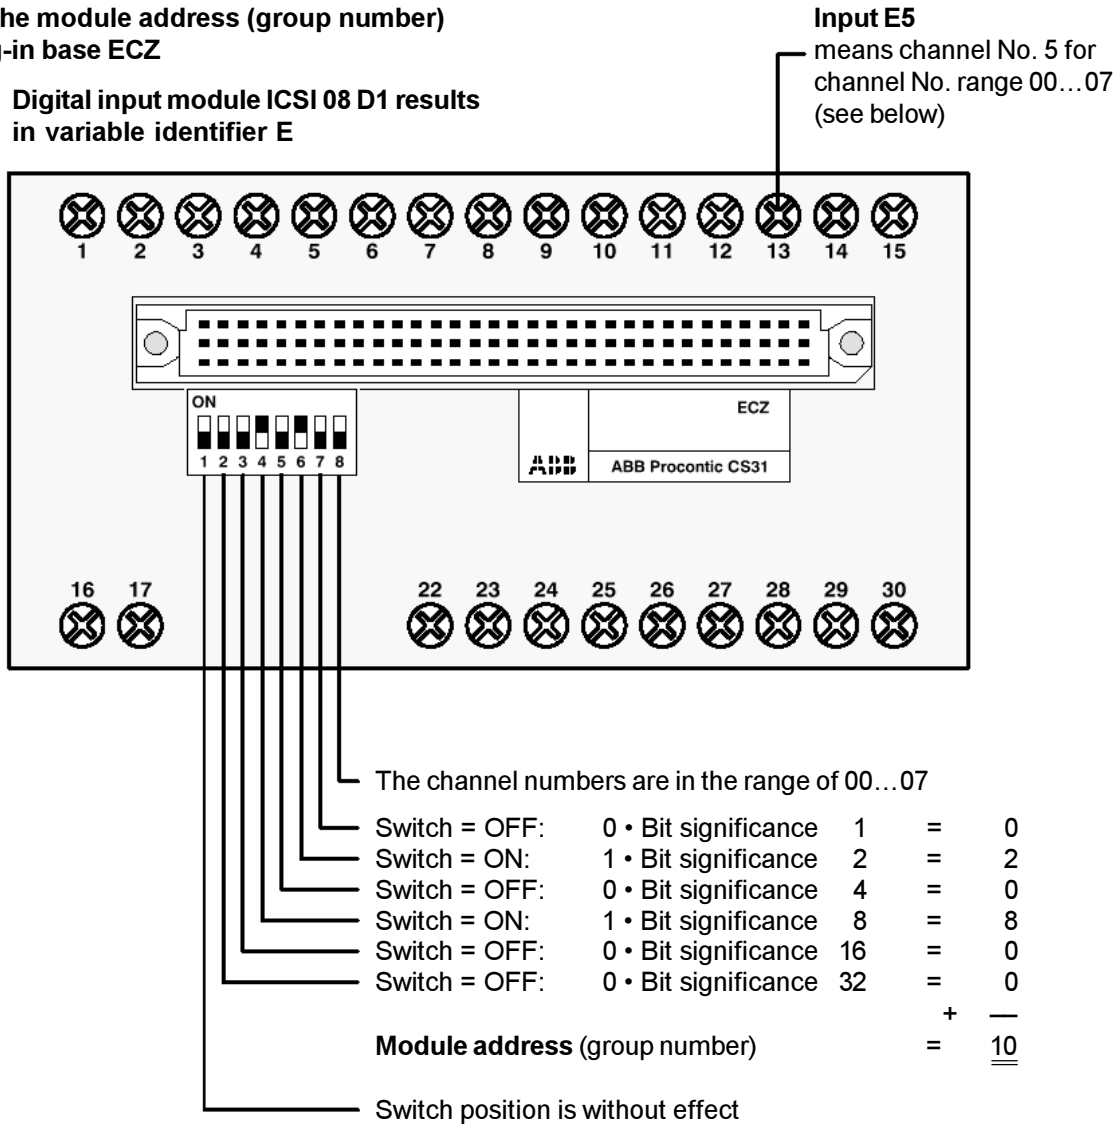 he module address (group number)
-in base ECZ
Digital input module ICSI 08 D1 results
in variable identifier E
Input E5
means channel No. 5 for
channel No. range 00…07
(see below)
1 2 3 4 5 6 7 8 9 10 11 12 13 14 15
ON
1 2 3 4 5 6 7 8
ECZ
ABB
ABB Procontic CS31
16 17 22 23 24 25 26 27 28 29 30
The channel numbers are in the range of 00…07
Switch = OFF: 0 • Bit significance 1 = 0
Switch = ON: 1 • Bit significance 2 = 2
Switch = OFF: 0 • Bit significance 4 = 0
Switch = ON: 1 • Bit significance 8 = 8
Switch = OFF: 0 • Bit significance 16 = 0
Switch = OFF: 0 • Bit significance 32 = 0
+ —
Module address (group number) = 10
Switch position is without effect